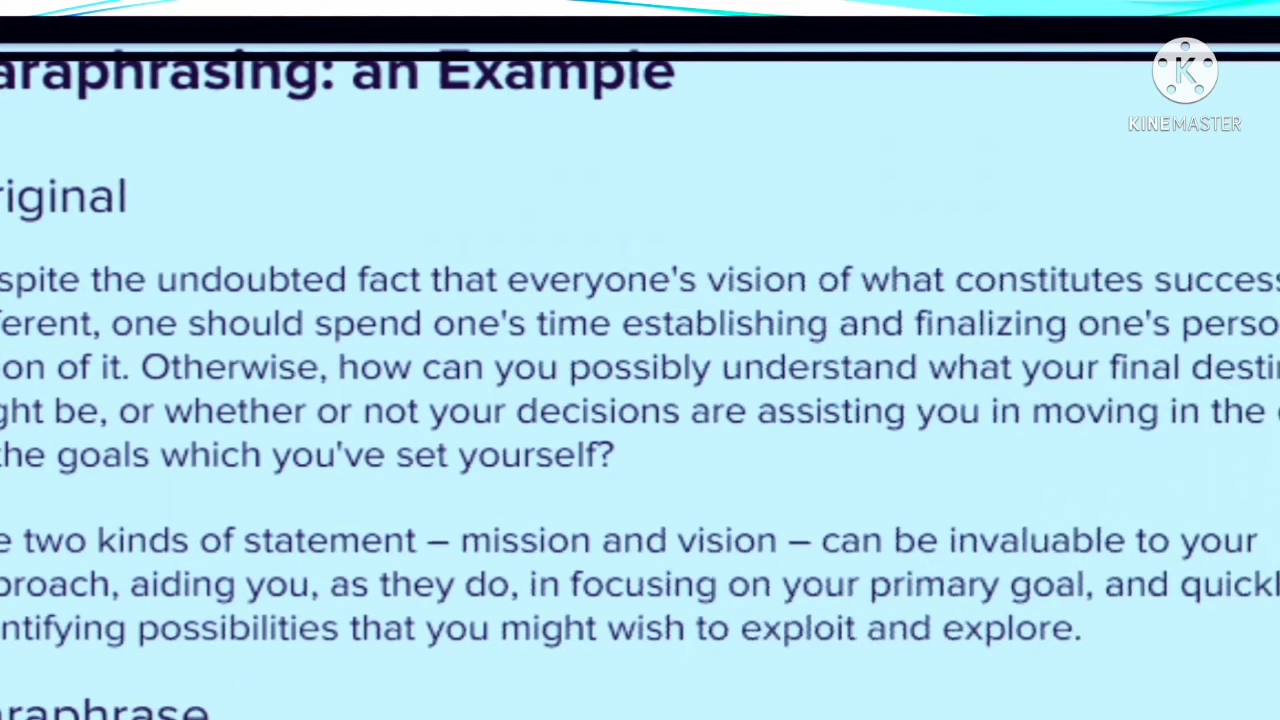 araphrasing: an Example
KINEMASTER
riginal
spite the undoubted fact that everyone's vision of what constitutes success
ferent, one should spend one's time establishing and finalizing one's perso
on of it. Otherwise, how can you possibly understand what your final destin
ght be, or whether or not your decisions are assisting you in moving in the
the goals which you've set yourself?
e two kinds of statement – mission and vision – can be invaluable to your
proach, aiding you, as they do, in focusing on your primary goal, and quickl
ntifying possibilities that you might wish to exploit and explore.
araphrase